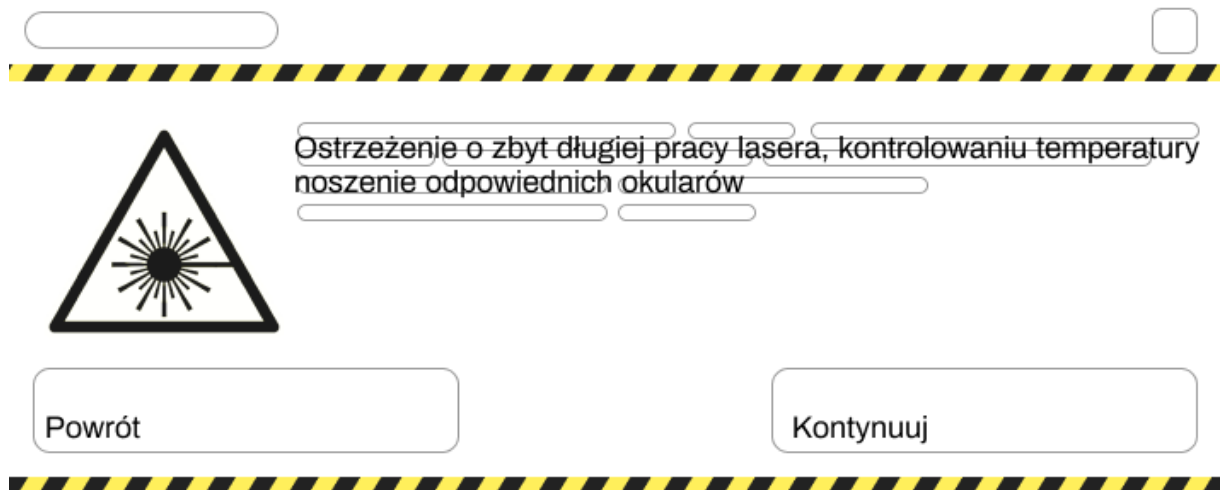 Ostrzeżenie o zbyt długiej pracy lasera, kontrolowaniu temperatury
noszenie odpowiednich okularów
Powrót
Kontynuuj